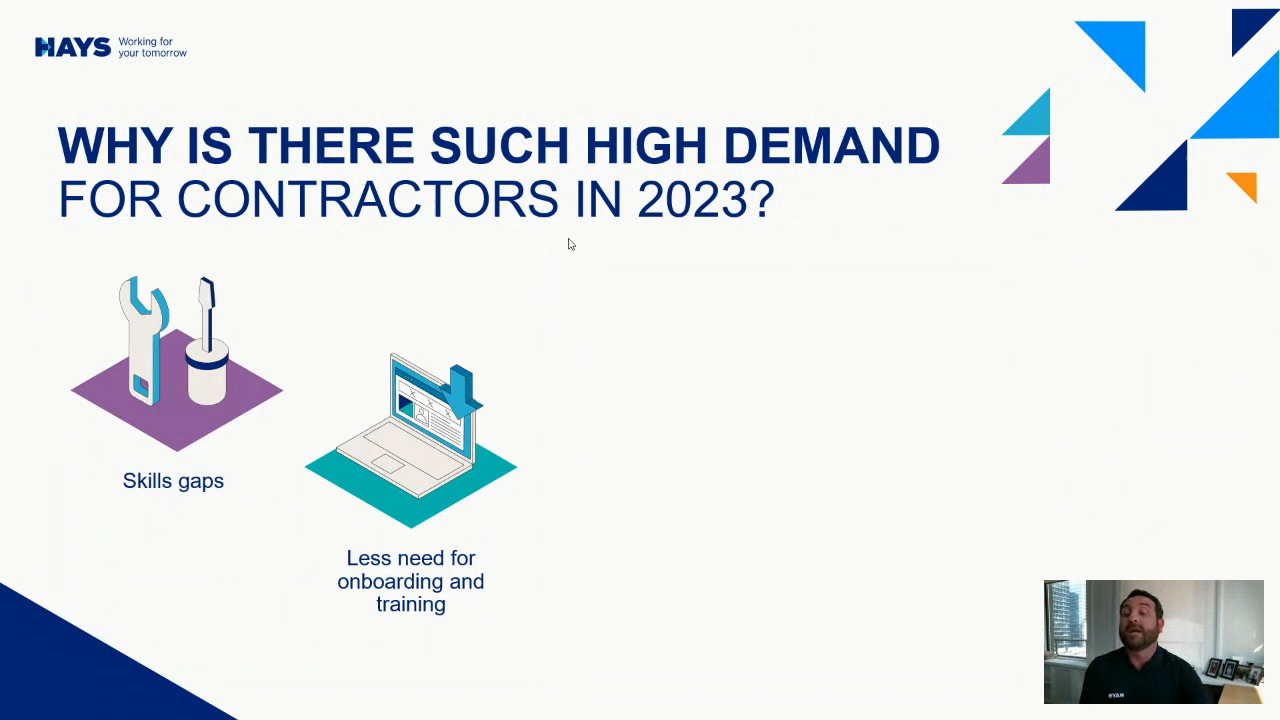 HAYS
Working for
your tomorrow
WHY IS THERE SUCH HIGH DEMAND
FOR CONTRACTORS IN 2023?
Skills gaps
Less need for
onboarding and
training
RYAN